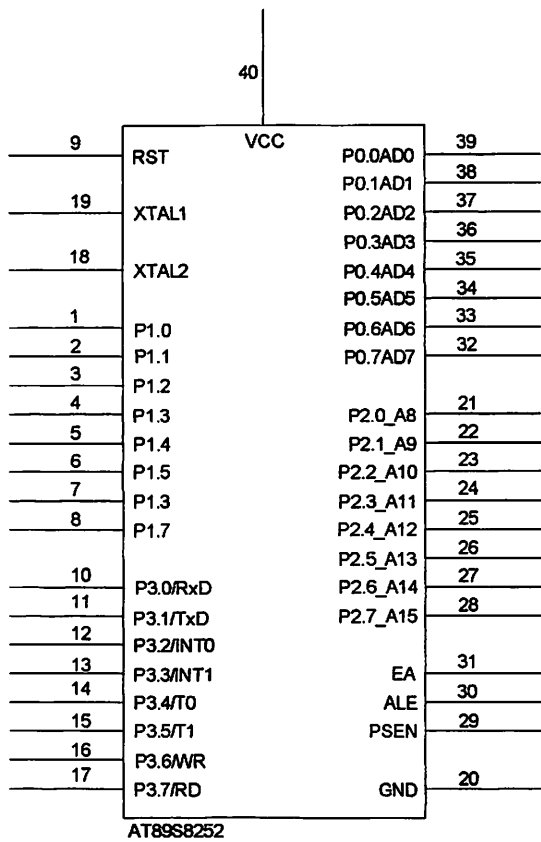 40
VCC
9 RST P0.0AD0 39
P0.1AD1 38
19 XTAL1 P0.2AD2 37
P0.3AD3 36
18 XTAL2 P0.4AD4 35
P0.5AD5 34
1 P1.0 P0.6AD6 33
2 P1.1 P0.7AD7 32
3 P1.2
4 P1.3 P2.0_A8 21
5 P1.4 P2.1_A9 22
6 P1.5 P2.2_A10 23
7 P1.3 P2.3_A11 24
8 P1.7 P2.4_A12 25
P2.5_A13 26
10 P3.0/RxD P2.6_A14 27
11 P3.1/TxD P2.7_A15 28
12 P3.2/INT0
13 P3.3/INT1 EA 31
14 P3.4/T0 ALE 30
15 P3.5/T1 PSEN 29
16 P3.6/WR
17 P3.7/RD GND 20
AT89S8252